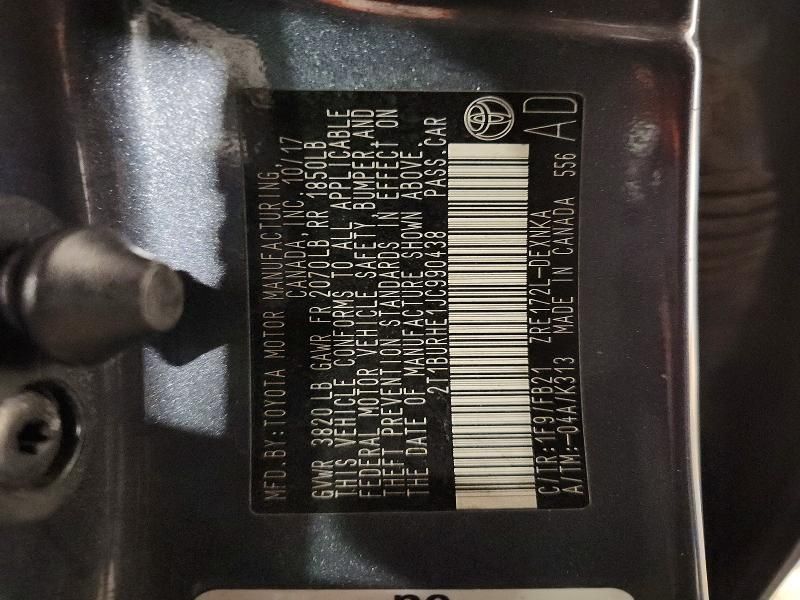 MFD. BY: TOYOTA MOTOR MANUFACTURING,
CANADA, INC. 10/17
GVWR 3820 LB GAWR FR 2070 LB RR 1850LB
THIS VEHICLE CONFORMS TO ALL APPLICABLE
FEDERAL MOTOR VEHICLE SAFETY, BUMPER AND
THEFT PREVENTION STANDARDS IN EFFECT ON
THE DATE OF MANUFACTURE SHOWN ABOVE.
2T1BURHE1JC990438 PASS. CAR
C/TR: 1F9/FB21 ZRE172L-DEXNKA
A/TM: -04A/K313 MADE IN CANADA 556 AD